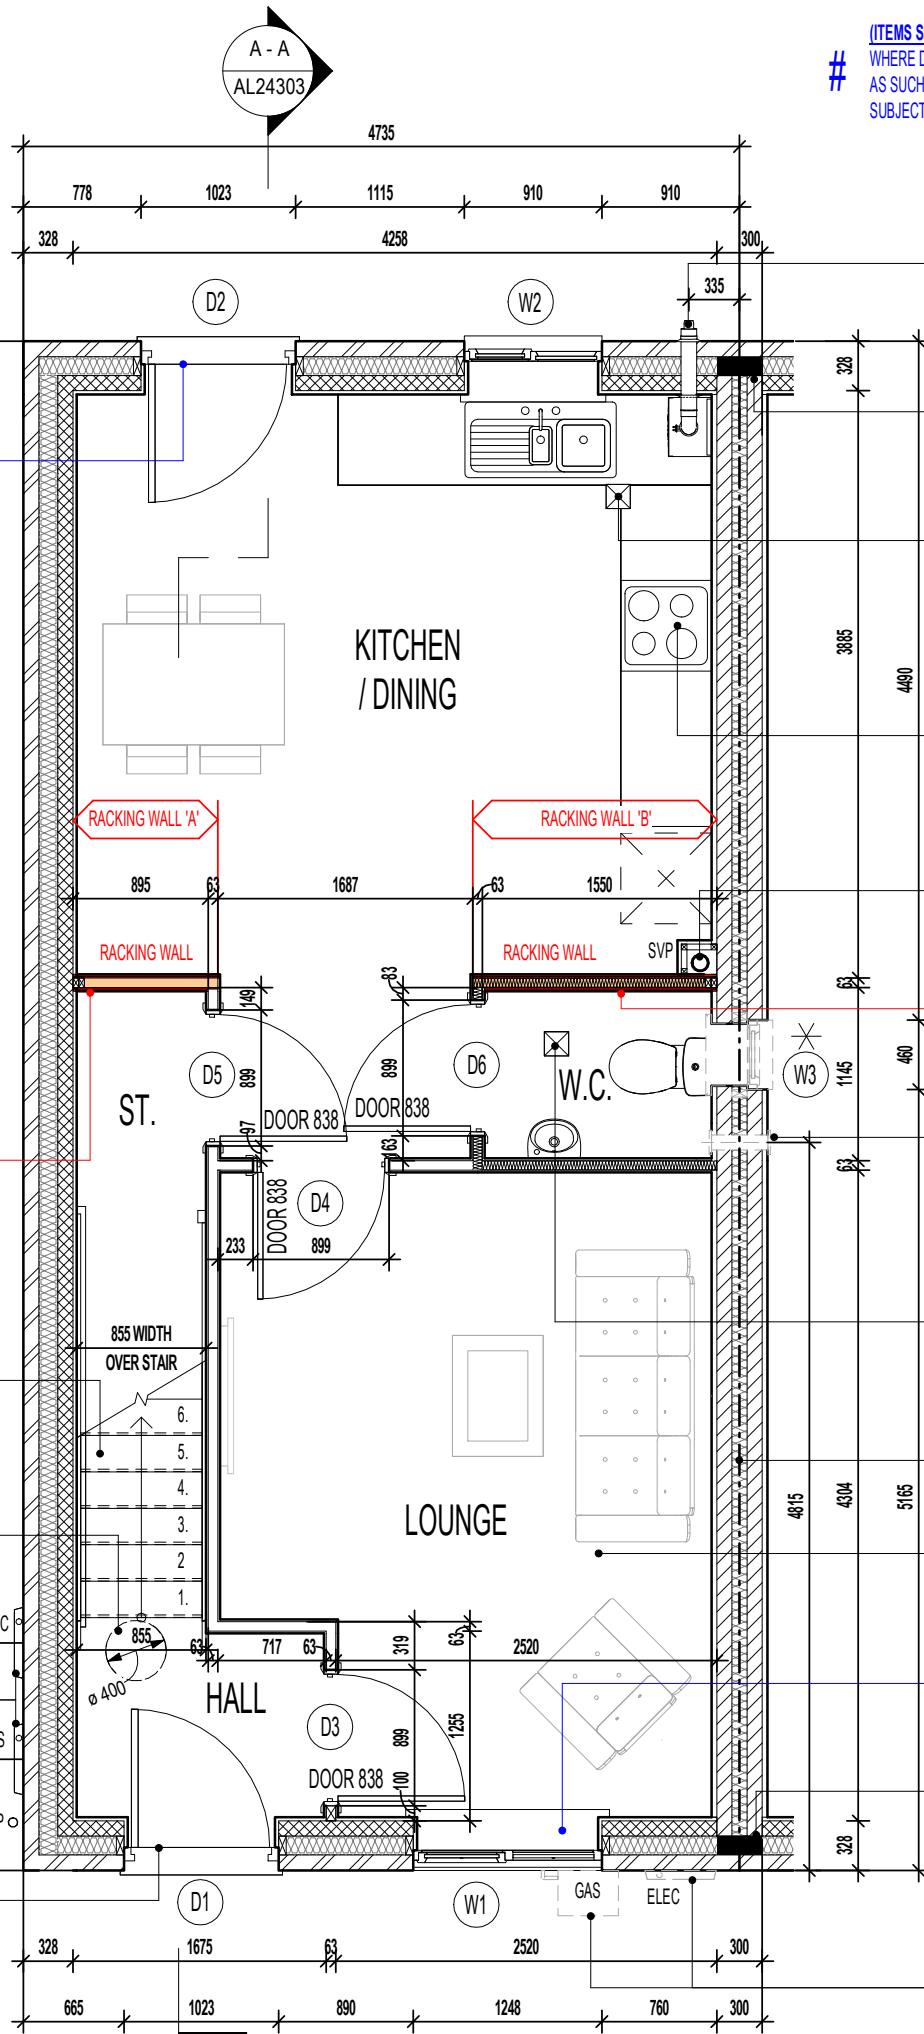 A - A
AL24303
(ITEMS S
# WHERE D
AS SUCH
SUBJECT
4735
778 1023 1115 910 910
328 4258 300
335
D2 W2
328
KITCHEN
/ DINING
3885
4490
RACKING WALL 'A' RACKING WALL 'B'
895 63 1687 63 1550
RACKING WALL RACKING WALL SVP
149 83 63
D5 899 899 D6 W.C. W3 1145 460
ST.
DOOR 838 DOOR 838
97 163 63
DOOR 838 D4
233 899
855 WIDTH
OVER STAIR
6.
5.
4.
3.
2
1.
LOUNGE
4815 4304 5165
C
855 63 717 63 319 63 2520
ø 400
HALL
S
D3 899 1255
DOOR 838 100
328
D1 W1 GAS ELEC
328 1675 63 2520 300
665 1023 890 1248 760 300